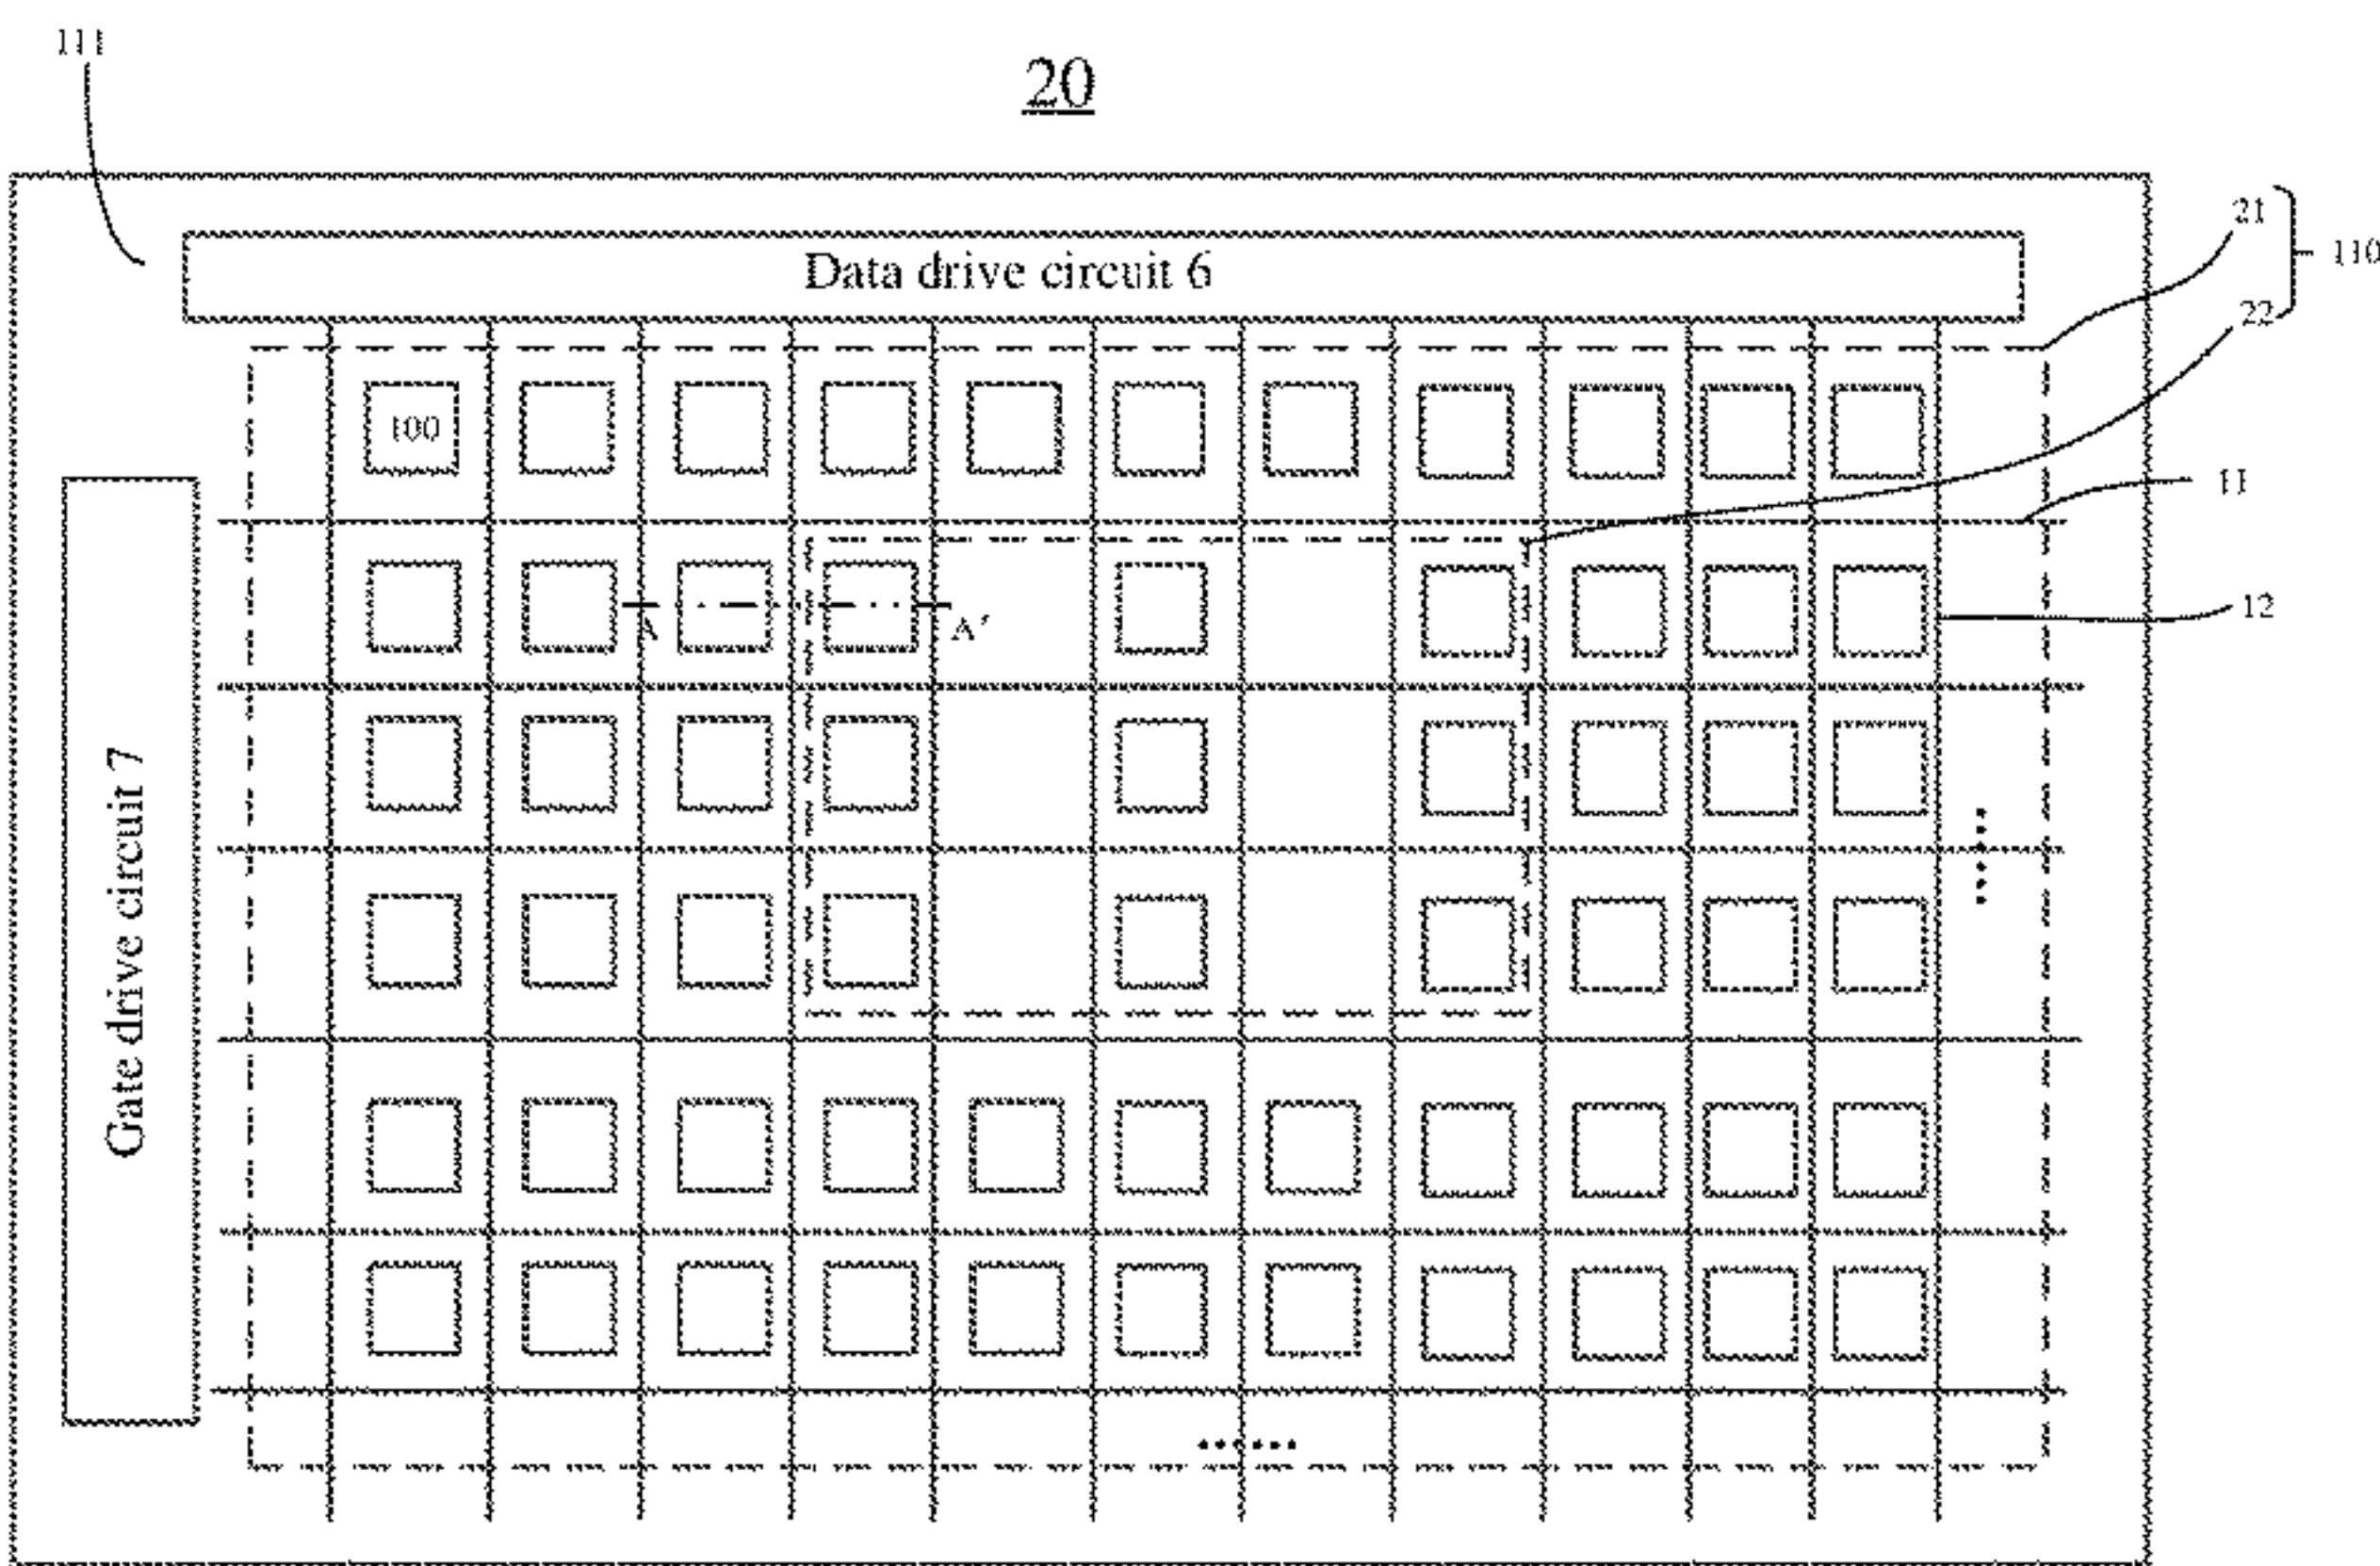 111
20
21
110
Data drive circuit 6
22
100
11
A
A′
12
Gate drive circuit 7